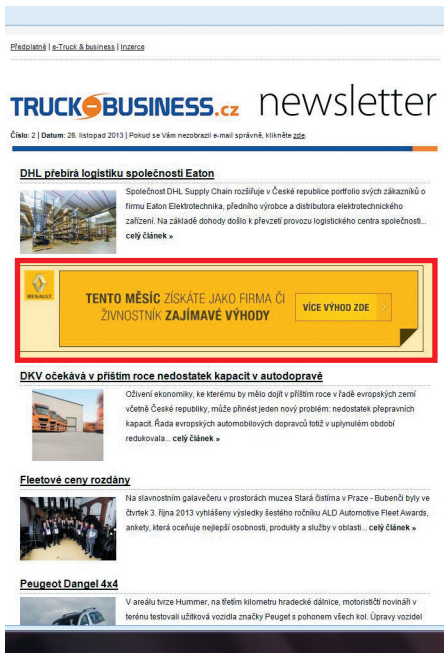 Předplatné | e-Truck & business | Inzerce
TRUCK BUSINESS.cz newsletter
Číslo: 2 | Datum: 28. listopad 2013 | Pokud se Vám nezobrazil e-mail správně, klikněte zde.
DHL přebírá logistiku společnosti Eaton
Společnost DHL Supply Chain rozšiřuje v České republice portfolio svých zákazníků o
firmu Eaton Elektrotechnika, předního výrobce a distributora elektrotechnického
zařízení. Na základě dohody došlo k převzetí provozu logistického centra společnosti...
celý článek »
RENAULT
TENTO MĚSÍC ZÍSKÁTE JAKO FIRMA ČI
ŽIVNOSTNÍK ZAJÍMAVÉ VÝHODY
VÍCE VÝHOD ZDE
DKV očekává v příštím roce nedostatek kapacit v autodopravě
Oživení ekonomiky, ke kterému by mělo dojít v příštím roce v řadě evropských zemí
včetně České republiky, může přinést jeden nový problém: nedostatek přepravních
kapacit. Řada evropských automobilových dopravců totiž v uplynulém období
redukovala... celý článek »
Fleetové ceny rozdány
Na slavnostním galavečeru v prostorách muzea Stará čistírna v Praze - Bubenči byly ve
čtvrtek 3. října 2013 vyhlášeny výsledky šestého ročníku ALD Automotive Fleet Awards,
ankety, která oceňuje nejlepší osobnosti, produkty a služby v oblasti... celý článek »
Peugeot Dangel 4x4
V areálu tvrze Hummer, na třetím kilometru hradecké dálnice, motorističtí novináři v
terénu testovali užitková vozidla značky Peuget s pohonem všech kol. Úpravy vozidel